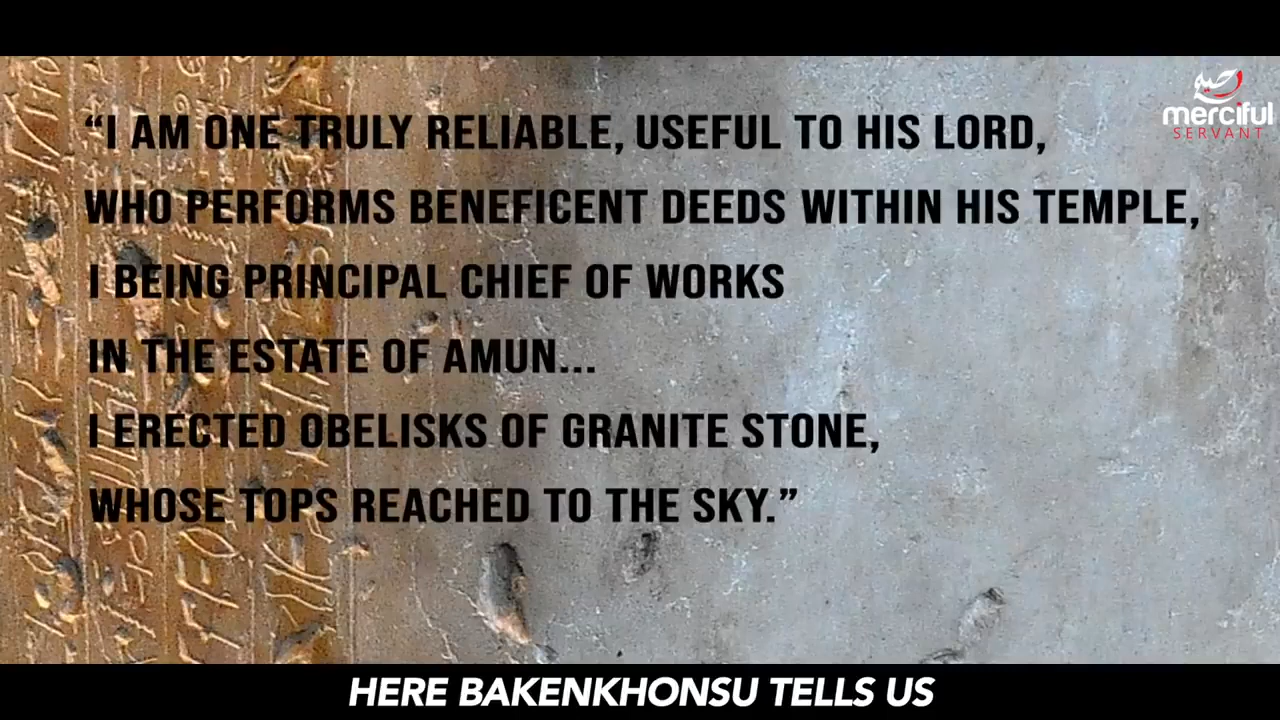 “I AM ONE TRULY RELIABLE, USEFUL TO HIS LORD,
WHO PERFORMS BENEFICENT DEEDS WITHIN HIS TEMPLE,
I BEING PRINCIPAL CHIEF OF WORKS
IN THE ESTATE OF AMUN...
I ERECTED OBELISKS OF GRANITE STONE,
WHOSE TOPS REACHED TO THE SKY.”
merciful
SERVANT
HERE BAKENKHONSU TELLS US